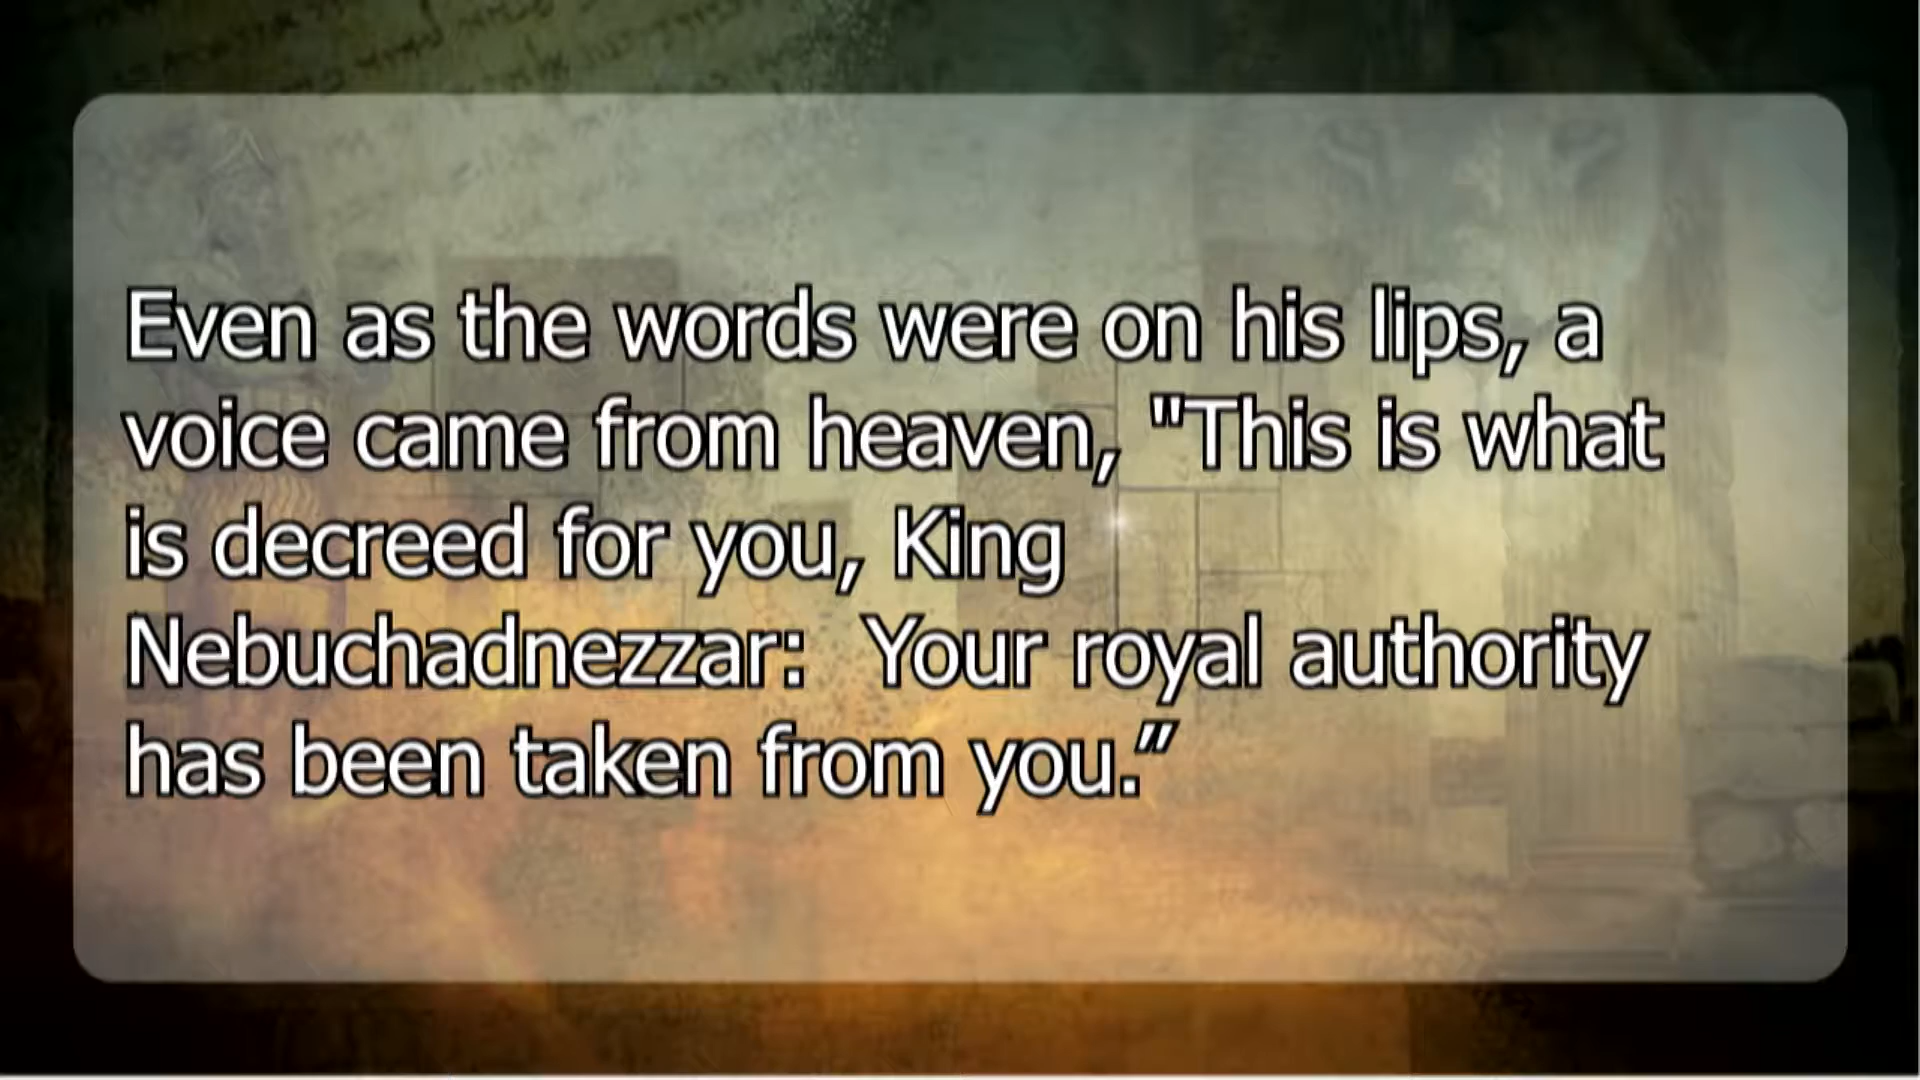 Even as the words were on his lips, a
voice came from heaven, "This is what
is decreed for you, King
Nebuchadnezzar:  Your royal authority
has been taken from you.”